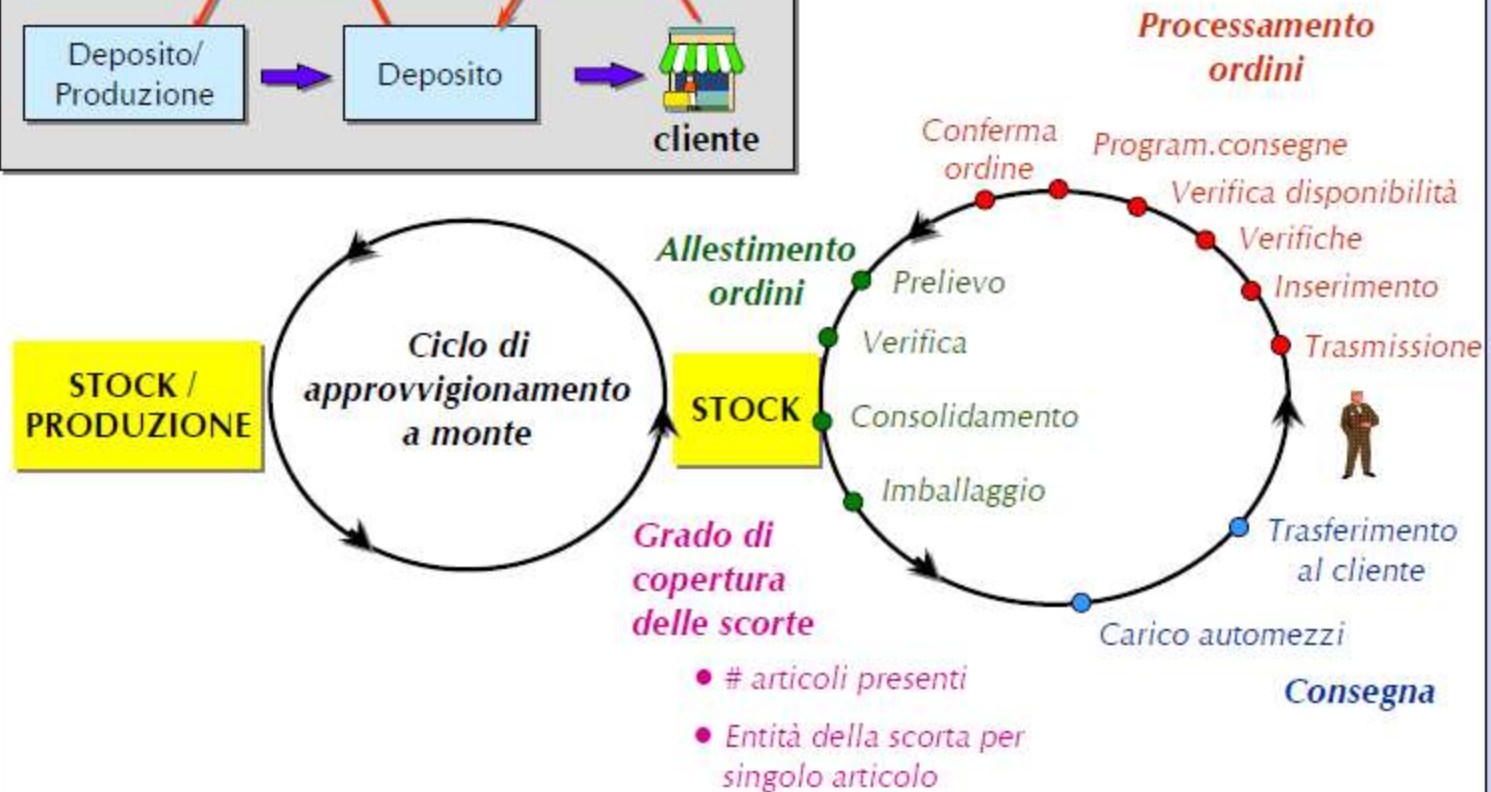 Deposito/
Produzione
Deposito
cliente
Processamento
ordini
Conferma
ordine
Program.consegne
Verifica disponibilità
Verifiche
Inserimento
Trasmissione
Allestimento
ordini
Prelievo
Verifica
Consolidamento
Imballaggio
Ciclo di
approvvigionamento
a monte
STOCK /
PRODUZIONE
STOCK
Grado di
copertura
delle scorte
# articoli presenti
Entità della scorta per
singolo articolo
Trasferimento
al cliente
Carico automezzi
Consegna